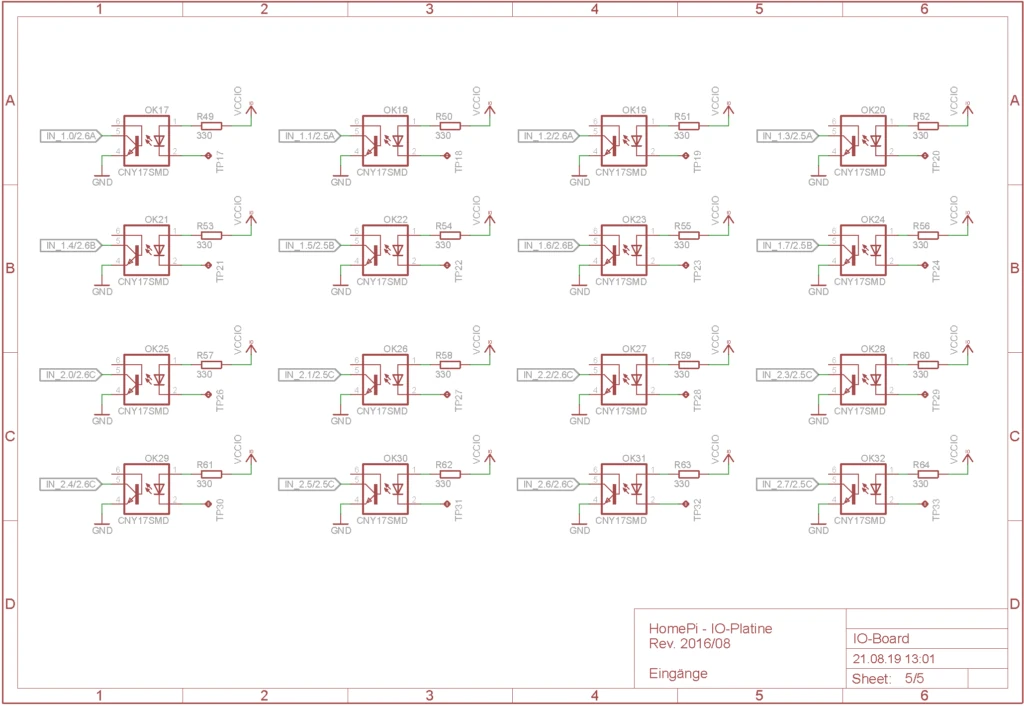 1 2 3 4 5 6
A A
OK17 VCCIO OK18 VCCIO OK19 VCCIO OK20 VCCIO
R49 R50 R51 R52
6 1 6 1 6 1 6 1
IN_1.0/2.6A 5 330 IN_1.1/2.5A 5 330 IN_1.2/2.6A 5 330 IN_1.3/2.5A 5 330
4 2 TP17 4 2 TP18 4 2 TP19 4 2 TP20
CNY17SMD CNY17SMD CNY17SMD CNY17SMD
GND GND GND GND
OK21 VCCIO OK22 VCCIO OK23 VCCIO OK24 VCCIO
R53 R54 R55 R56
6 1 6 1 6 1 6 1
IN_1.4/2.6B 5 330 IN_1.5/2.5B 5 330 IN_1.6/2.6B 5 330 IN_1.7/2.5B 5 330
4 2 TP21 4 2 TP22 4 2 TP23 4 2 TP24
B B
CNY17SMD CNY17SMD CNY17SMD CNY17SMD
GND GND GND GND
OK25 VCCIO OK26 VCCIO OK27 VCCIO OK28 VCCIO
R57 R58 R59 R60
6 1 6 1 6 1 6 1
IN_2.0/2.6C 5 330 IN_2.1/2.5C 5 330 IN_2.2/2.6C 5 330 IN_2.3/2.5C 5 330
4 2 TP26 4 2 TP27 4 2 TP28 4 2 TP29
CNY17SMD CNY17SMD CNY17SMD CNY17SMD
GND GND GND GND
C C
OK29 VCCIO OK30 VCCIO OK31 VCCIO OK32 VCCIO
R61 R62 R63 R64
6 1 6 1 6 1 6 1
IN_2.4/2.6C 5 330 IN_2.5/2.5C 5 330 IN_2.6/2.6C 5 330 IN_2.7/2.5C 5 330
4 2 TP30 4 2 TP31 4 2 TP32 4 2 TP33
CNY17SMD CNY17SMD CNY17SMD CNY17SMD
GND GND GND GND
D D
HomePi - IO-Platine
Rev. 2016/08
Eingänge
IO-Board
21.08.19 13:01
Sheet: 5/5
1 2 3 4 5 6